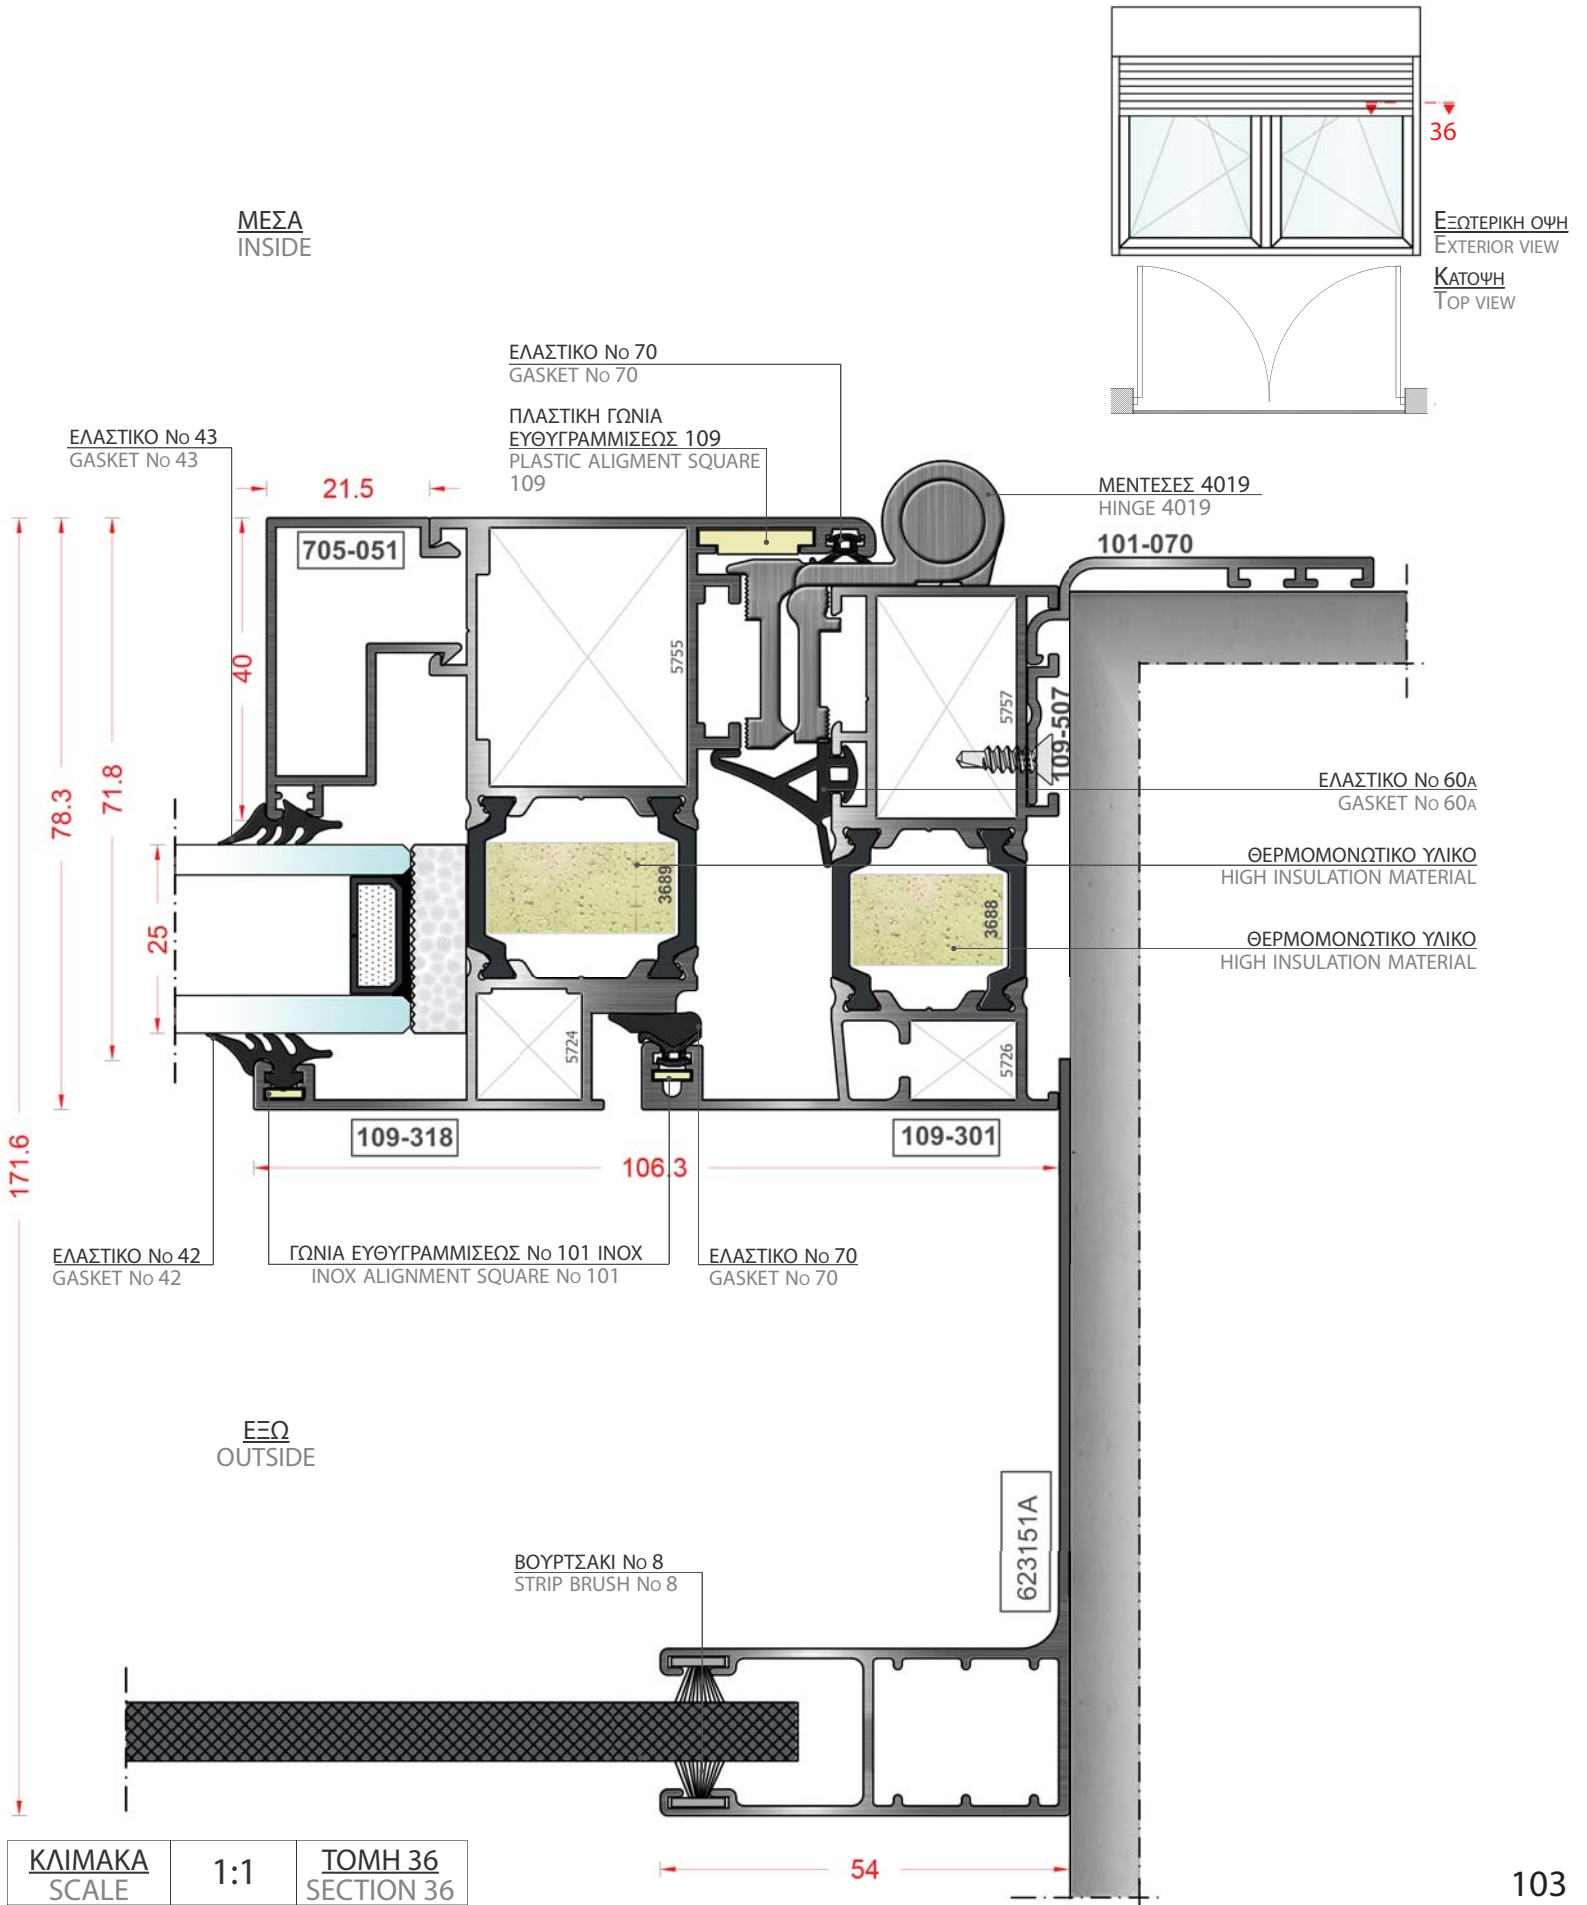 36
ΕΞΩΤΕΡΙΚΗ ΟΨΗ
EXTERIOR VIEW
ΚΑΤΟΨΗ
TOP VIEW
ΜΕΣΑ
INSIDE
ΕΛΑΣΤΙΚΟ No 70
GASKET No 70
ΠΛΑΣΤΙΚΗ ΓΩΝΙΑ
ΕΥΘΥΓΡΑΜΜΙΣΕΩΣ 109
PLASTIC ALIGMENT SQUARE
109
ΕΛΑΣΤΙΚΟ No 43
GASKET No 43
ΜΕΝΤΕΣΕΣ 4019
HINGE 4019
21.5
705-051
101-070
40
78.3
71.8
25
171.6
5755
5757
109-507
3689
3688
5724
5726
ΕΛΑΣΤΙΚΟ No 60A
GASKET No 60A
ΘΕΡΜΟΜΟΝΩΤΙΚΟ ΥΛΙΚΟ
HIGH INSULATION MATERIAL
ΘΕΡΜΟΜΟΝΩΤΙΚΟ ΥΛΙΚΟ
HIGH INSULATION MATERIAL
109-318
109-301
106.3
ΕΛΑΣΤΙΚΟ No 42
GASKET No 42
ΓΩΝΙΑ ΕΥΘΥΓΡΑΜΜΙΣΕΩΣ No 101 INOX
INOX ALIGNMENT SQUARE No 101
ΕΛΑΣΤΙΚΟ No 70
GASKET No 70
ΕΞΩ
OUTSIDE
623151A
ΒΟΥΡΤΣΑΚΙ No 8
STRIP BRUSH No 8
54
ΚΛΙΜΑΚΑ
SCALE
1:1
ΤΟΜΗ 36
SECTION 36
103